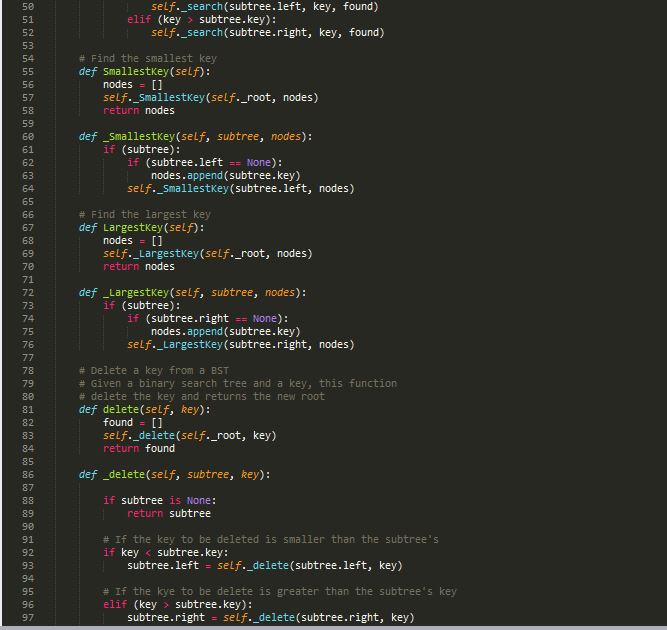 50 self._search(subtree.left, key, found)
51 elif (key > subtree.key):
52 self._search(subtree.right, key, found)
53
54 # Find the smallest key
55 def SmallestKey(self):
56 nodes = []
57 self._SmallestKey(self._root, nodes)
58 return nodes
59
60 def _SmallestKey(self, subtree, nodes):
61 if (subtree):
62 if (subtree.left == None):
63 nodes.append(subtree.key)
64 self._SmallestKey(subtree.left, nodes)
65
66 # Find the largest key
67 def LargestKey(self):
68 nodes = []
69 self._LargestKey(self._root, nodes)
70 return nodes
71
72 def _LargestKey(self, subtree, nodes):
73 if (subtree):
74 if (subtree.right == None):
75 nodes.append(subtree.key)
76 self._LargestKey(subtree.right, nodes)
77
78 # Delete a key from a BST
79 # Given a binary search tree and a key, this function
80 # delete the key and returns the new root
81 def delete(self, key):
82 found = []
83 self._delete(self._root, key)
84 return found
85
86 def _delete(self, subtree, key):
87
88 if subtree is None:
89 return subtree
90
91 # If the key to be deleted is smaller than the subtree's
92 if key < subtree.key:
93 subtree.left = self._delete(subtree.left, key)
94
95 # If the kye to be delete is greater than the subtree's key
96 elif (key > subtree.key):
97 subtree.right = self._delete(subtree.right, key)